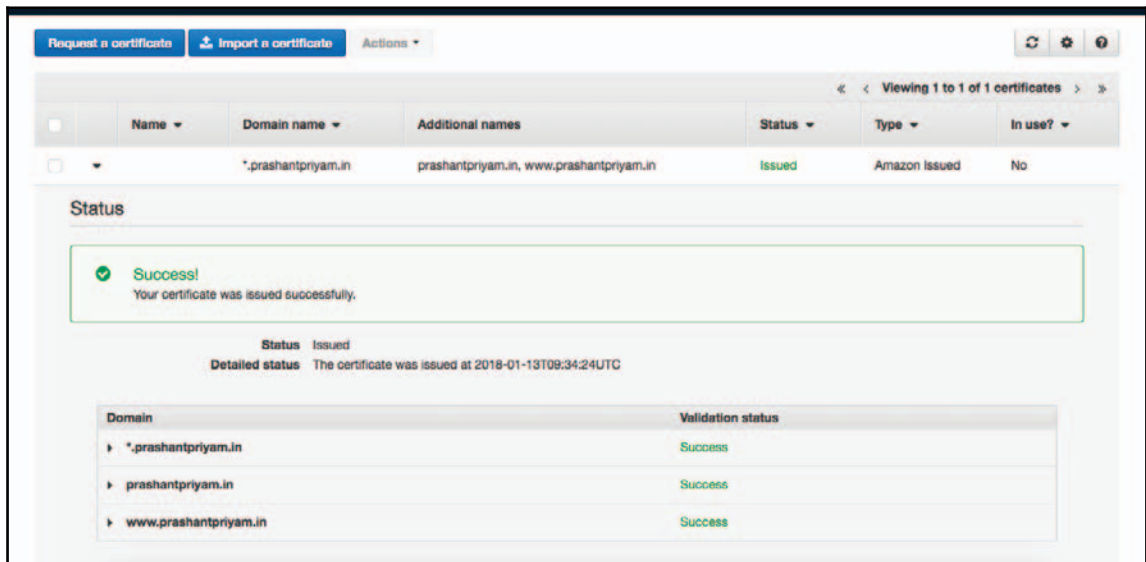 Request a certificate Import a certificate Actions
« < Viewing 1 to 1 of 1 certificates > »
Name Domain name Additional names Status Type In use?
*.prashantpriyam.in prashantpriyam.in, www.prashantpriyam.in Issued Amazon Issued No
Status
Success!
Your certificate was issued successfully.
Status Issued
Detailed status The certificate was issued at 2018-01-13T09:34:24UTC
Domain Validation status
*.prashantpriyam.in Success
prashantpriyam.in Success
www.prashantpriyam.in Success